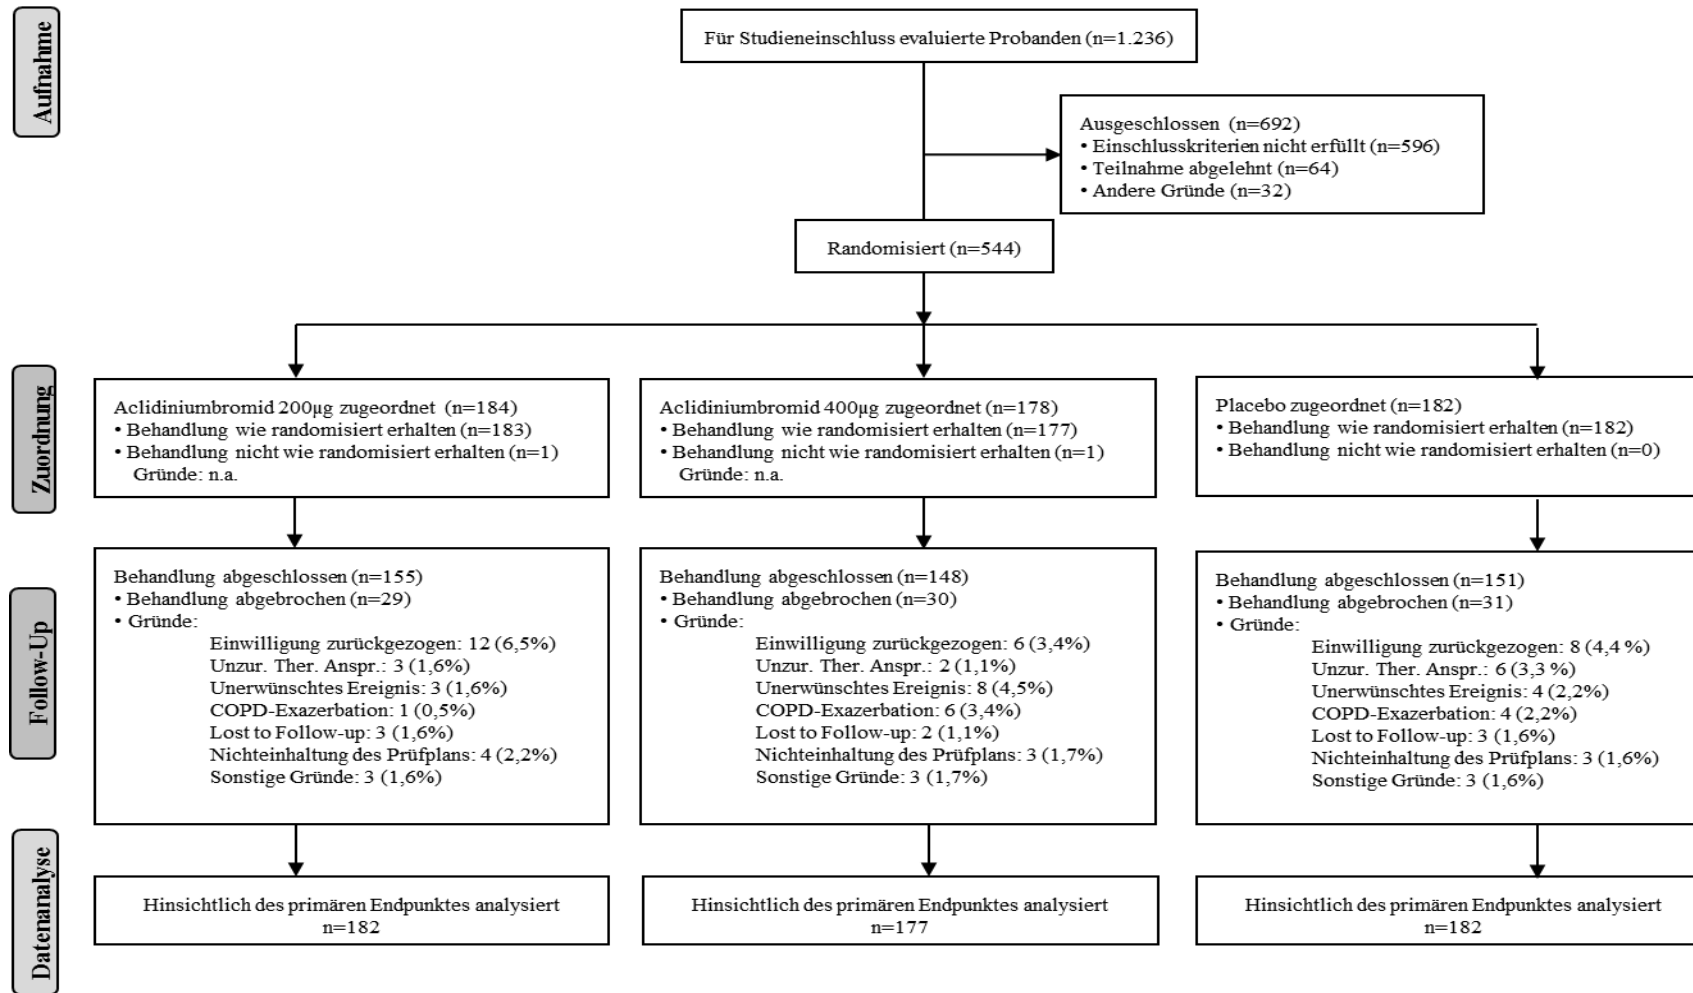 Aufnahme
Für Studieneinschluss evaluierte Probanden (n=1.236)
Ausgeschlossen (n=692)
• Einschlusskriterien nicht erfüllt (n=596)
• Teilnahme abgelehnt (n=64)
• Andere Gründe (n=32)
Randomisiert (n=544)
Zuordnung
Aclidiniumbromid 200µg zugeordnet (n=184)
• Behandlung wie randomisiert erhalten (n=183)
• Behandlung nicht wie randomisiert erhalten (n=1)
Gründe: n.a.
Aclidiniumbromid 400µg zugeordnet (n=178)
• Behandlung wie randomisiert erhalten (n=177)
• Behandlung nicht wie randomisiert erhalten (n=1)
Gründe: n.a.
Placebo zugeordnet (n=182)
• Behandlung wie randomisiert erhalten (n=182)
• Behandlung nicht wie randomisiert erhalten (n=0)
Follow-Up
Behandlung abgeschlossen (n=155)
• Behandlung abgebrochen (n=29)
• Gründe:
Einwilligung zurückgezogen: 12 (6,5%)
Unzur. Ther. Anspr.: 3 (1,6%)
Unerwünschtes Ereignis: 3 (1,6%)
COPD-Exazerbation: 1 (0,5%)
Lost to Follow-up: 3 (1,6%)
Nichteinhaltung des Prüfplans: 4 (2,2%)
Sonstige Gründe: 3 (1,6%)
Behandlung abgeschlossen (n=148)
• Behandlung abgebrochen (n=30)
• Gründe:
Einwilligung zurückgezogen: 6 (3,4%)
Unzur. Ther. Anspr.: 2 (1,1%)
Unerwünschtes Ereignis: 8 (4,5%)
COPD-Exazerbation: 6 (3,4%)
Lost to Follow-up: 2 (1,1%)
Nichteinhaltung des Prüfplans: 3 (1,7%)
Sonstige Gründe: 3 (1,7%)
Behandlung abgeschlossen (n=151)
• Behandlung abgebrochen (n=31)
• Gründe:
Einwilligung zurückgezogen: 8 (4,4 %)
Unzur. Ther. Anspr.: 6 (3,3 %)
Unerwünschtes Ereignis: 4 (2,2%)
COPD-Exazerbation: 4 (2,2%)
Lost to Follow-up: 3 (1,6%)
Nichteinhaltung des Prüfplans: 3 (1,6%)
Sonstige Gründe: 3 (1,6%)
Datenanalyse
Hinsichtlich des primären Endpunktes analysiert
n=182
Hinsichtlich des primären Endpunktes analysiert
n=177
Hinsichtlich des primären Endpunktes analysiert
n=182